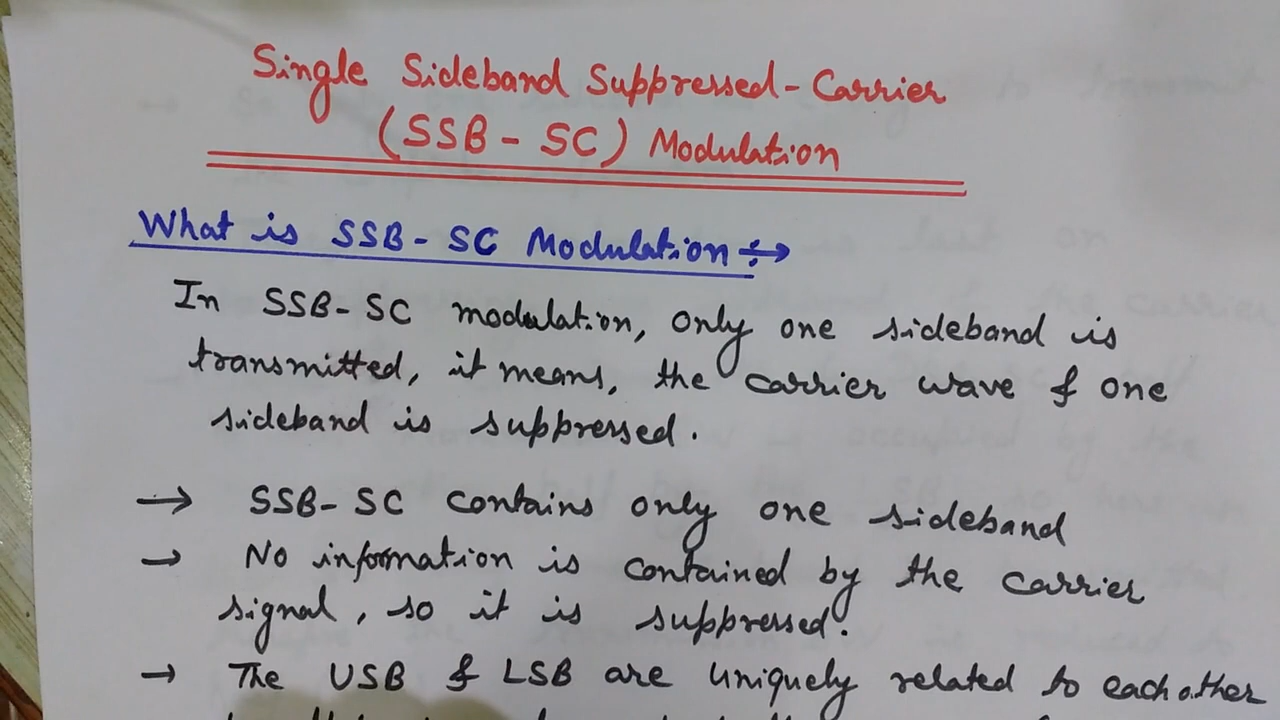 Single Sideband Suppressed-Carrier
(SSB-SC) Modulation
What is SSB-SC Modulation:→
In SSB-SC modulation, only one sideband is
transmitted, it means, the carrier wave & one
sideband is suppressed.
→ SSB-SC contains only one sideband
→ No information is contained by the carrier
signal, so it is suppressed.
→ The USB & LSB are uniquely related to each other